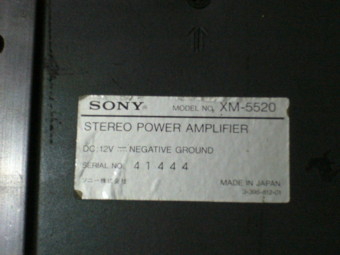 SONY® MODEL NO. XM-5520
STEREO POWER AMPLIFIER
DC 12V ⎓ NEGATIVE GROUND
SERIAL NO. 41444
MADE IN JAPAN